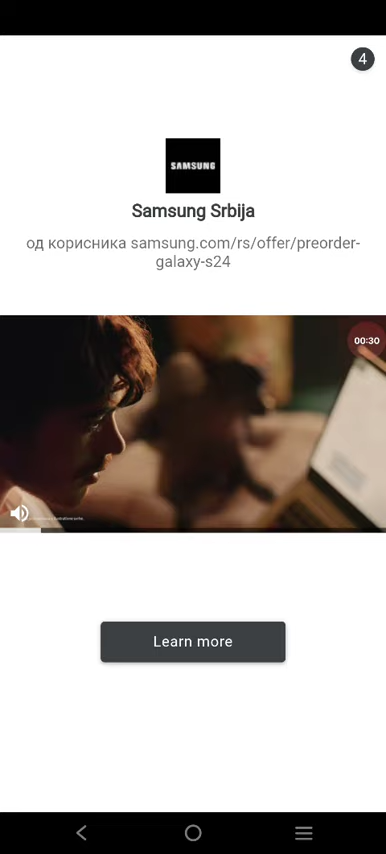 4
SAMSUNG
Samsung Srbija
од корисника samsung.com/rs/offer/preorder-
galaxy-s24
00:30
Learn more